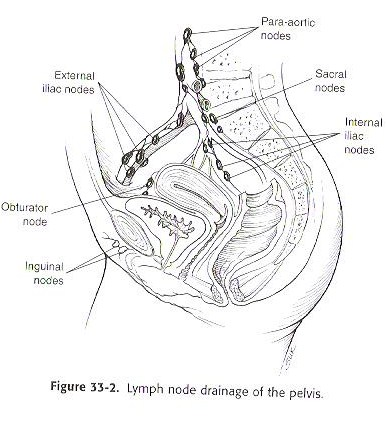 Para-aortic
nodes
External
iliac nodes
Sacral
nodes
Internal
iliac
nodes
Obturator
node
Inguinal
nodes
Figure 33-2. Lymph node drainage of the pelvis.